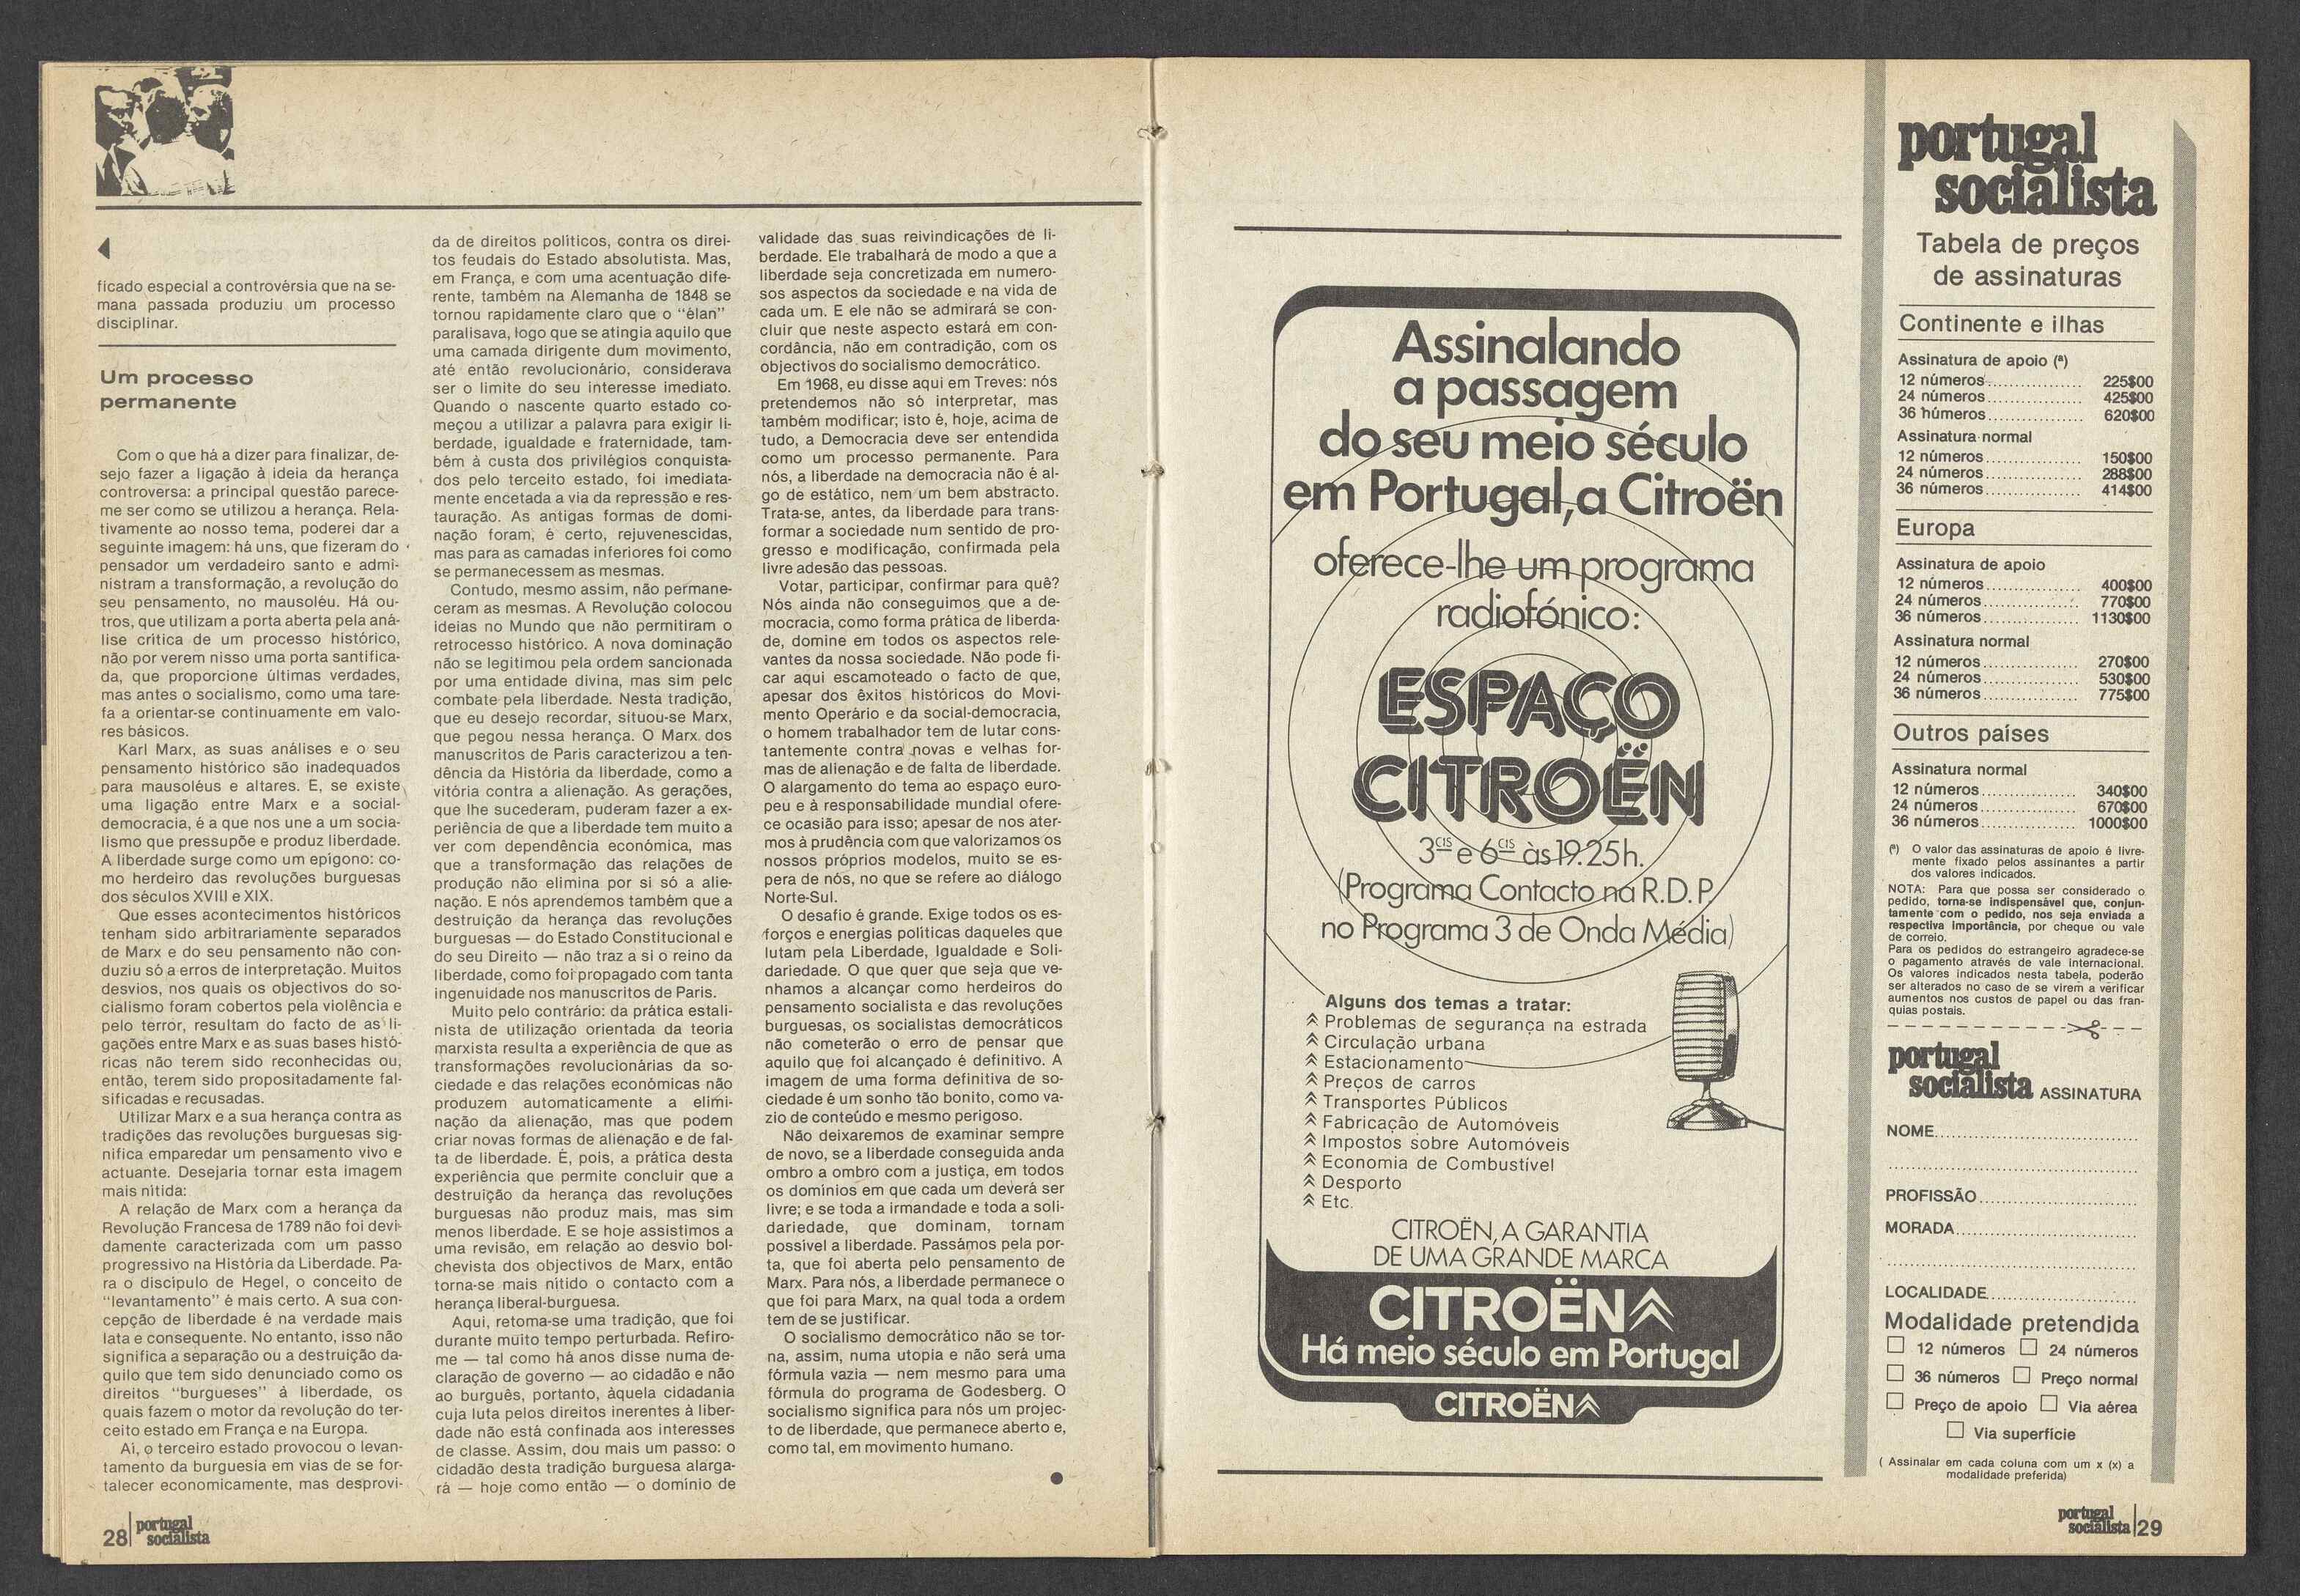 ficado especial a controvérsia que na se-
mana passada produziu um processo
disciplinar.
Um processo
permanente
Com o que há a dizer para finalizar, de-
sejo fazer a ligação à ideia da herança
controversa: a principal questão parece-
me ser como se utilizou a herança. Rela-
tivamente ao nosso tema, poderei dar a
seguinte imagem: há uns, que fizeram do
pensador um verdadeiro santo e admi-
nistram a transformação, a revolução do
seu pensamento, no mausoléu. Há ou-
tros, que utilizam a porta aberta pela aná-
lise crítica de um processo histórico,
não por verem nisso uma porta santifica-
da, que proporcione últimas verdades,
mas antes o socialismo, como uma tare-
fa a orientar-se continuamente em valo-
res básicos.
Karl Marx, as suas análises e o seu
pensamento histórico são inadequados
para mausoléus e altares. E, se existe
uma ligação entre Marx e a social-
democracia, é a que nos une a um socia-
lismo que pressupõe e produz liberdade.
A liberdade surge como um epígono: co-
mo herdeiro das revoluções burguesas
dos séculos XVIII e XIX.
Que esses acontecimentos históricos
tenham sido arbitrariamente separados
de Marx e do seu pensamento não con-
duziu só a erros de interpretação. Muitos
desvios, nos quais os objectivos do so-
cialismo foram cobertos pela violência e
pelo terror, resultam do facto de as li-
gações entre Marx e as suas bases histó-
ricas não terem sido reconhecidas ou,
então, terem sido propositadamente fal-
sificadas e recusadas.
Utilizar Marx e a sua herança contra as
tradições das revoluções burguesas sig-
nifica emparedar um pensamento vivo e
actuante. Desejaria tornar esta imagem
mais nítida:
A relação de Marx com a herança da
Revolução Francesa de 1789 não foi devi-
damente caracterizada com um passo
progressivo na História da Liberdade. Pa-
ra o discípulo de Hegel, o conceito de
"levantamento" é mais certo. A sua con-
cepção de liberdade é na verdade mais
lata e consequente. No entanto, isso não
significa a separação ou a destruição da-
quilo que tem sido denunciado como os
direitos "burgueses" à liberdade, os
quais fazem o motor da revolução do ter-
ceito estado em França e na Europa.
Aí, o terceiro estado provocou o levan-
tamento da burguesia em vias de se for-
talecer economicamente, mas desprovi-
da de direitos políticos, contra os direi-
tos feudais do Estado absolutista. Mas,
em França, e com uma acentuação dife-
rente, também na Alemanha de 1848 se
tornou rapidamente claro que o "élan"
paralisava, logo que se atingia aquilo que
uma camada dirigente dum movimento,
até então revolucionário, considerava
ser o limite do seu interesse imediato.
Quando o nascente quarto estado co-
meçou a utilizar a palavra para exigir li-
berdade, igualdade e fraternidade, tam-
bém à custa dos privilégios conquista-
dos pelo terceito estado, foi imediata-
mente encetada a via da repressão e res-
tauração. As antigas formas de domi-
nação foram, é certo, rejuvenescidas,
mas para as camadas inferiores foi como
se permanecessem as mesmas.
Contudo, mesmo assim, não permane-
ceram as mesmas. A Revolução colocou
ideias no Mundo que não permitiram o
retrocesso histórico. A nova dominação
não se legitimou pela ordem sancionada
por uma entidade divina, mas sim pelo
combate pela liberdade. Nesta tradição,
que eu desejo recordar, situou-se Marx,
que pegou nessa herança. O Marx dos
manuscritos de Paris caracterizou a ten-
dência da História da liberdade, como a
vitória contra a alienação. As gerações,
que lhe sucederam, puderam fazer a ex-
periência de que a liberdade tem muito a
ver com dependência económica, mas
que a transformação das relações de
produção não elimina por si só a alie-
nação. E nós aprendemos também que a
destruição da herança das revoluções
burguesas — do Estado Constitucional e
do seu Direito — não traz a si o reino da
liberdade, como foi propagado com tanta
ingenuidade nos manuscritos de Paris.
Muito pelo contrário: da prática estali-
nista de utilização orientada da teoria
marxista resulta a experiência de que as
transformações revolucionárias da so-
ciedade e das relações económicas não
produzem automaticamente a elimi-
nação da alienação, mas que podem
criar novas formas de alienação e de fal-
ta de liberdade. É, pois, a prática desta
experiência que permite concluir que a
destruição da herança das revoluções
burguesas não produz mais, mas sim
menos liberdade. E se hoje assistimos a
uma revisão, em relação ao desvio bol-
chevista dos objectivos de Marx, então
torna-se mais nítido o contacto com a
herança liberal-burguesa.
Aqui, retoma-se uma tradição, que foi
durante muito tempo perturbada. Refiro-
me — tal como há anos disse numa de-
claração de governo — ao cidadão e não
ao burguês, portanto, àquela cidadania
cuja luta pelos direitos inerentes à liber-
dade não está confinada aos interesses
de classe. Assim, dou mais um passo: o
cidadão desta tradição burguesa alarga-
rá — hoje como então — o domínio de
validade das suas reivindicações de li-
berdade. Ele trabalhará de modo a que a
liberdade seja concretizada em numero-
sos aspectos da sociedade e na vida de
cada um. E ele não se admirará se con-
cluir que neste aspecto estará em con-
cordância, não em contradição, com os
objectivos do socialismo democrático.
Em 1968, eu disse aqui em Treves: nós
pretendemos não só interpretar, mas
também modificar; isto é, hoje, acima de
tudo, a Democracia deve ser entendida
como um processo permanente. Para
nós, a liberdade na democracia não é al-
go de estático, nem um bem abstracto.
Trata-se, antes, da liberdade para trans-
formar a sociedade num sentido de pro-
gresso e modificação, confirmada pela
livre adesão das pessoas.
Votar, participar, confirmar para quê?
Nós ainda não conseguimos que a de-
mocracia, como forma prática de liberda-
de, domine em todos os aspectos rele-
vantes da nossa sociedade. Não pode fi-
car aqui escamoteado o facto de que,
apesar dos êxitos históricos do Movi-
mento Operário e da social-democracia,
o homem trabalhador tem de lutar cons-
tantemente contra novas e velhas for-
mas de alienação e de falta de liberdade.
O alargamento do tema ao espaço euro-
peu e à responsabilidade mundial ofere-
ce ocasião para isso; apesar de nos ater-
mos à prudência com que valorizamos os
nossos próprios modelos, muito se es-
pera de nós, no que se refere ao diálogo
Norte-Sul.
O desafio é grande. Exige todos os es-
forços e energias políticas daqueles que
lutam pela Liberdade, Igualdade e Soli-
dariedade. O que quer que seja que ve-
nhamos a alcançar como herdeiros do
pensamento socialista e das revoluções
burguesas, os socialistas democráticos
não cometerão o erro de pensar que
aquilo que foi alcançado é definitivo. A
imagem de uma forma definitiva de so-
ciedade é um sonho tão bonito, como va-
zio de conteúdo e mesmo perigoso.
Não deixaremos de examinar sempre
de novo, se a liberdade conseguida anda
ombro a ombro com a justiça, em todos
os domínios em que cada um deverá ser
livre; e se toda a irmandade e toda a soli-
dariedade, que dominam, tornam
possível a liberdade. Passámos pela por-
ta, que foi aberta pelo pensamento de
Marx. Para nós, a liberdade permanece o
que foi para Marx, na qual toda a ordem
tem de se justificar.
O socialismo democrático não se tor-
na, assim, numa utopia e não será uma
fórmula vazia — nem mesmo para uma
fórmula do programa de Godesberg. O
socialismo significa para nós um projec-
to de liberdade, que permanece aberto e,
como tal, em movimento humano.
28 portugal
socialista
Assinalando
a passagem
do seu meio século
em Portugal, a Citroën
oferece-lhe um programa
radiofónico:
ESPAÇO
CITROËN
3as e 6as às 19.25h.
(Programa Contacto na R.D.P.
no Programa 3 de Onda Média)
Alguns dos temas a tratar:
Problemas de segurança na estrada
Circulação urbana
Estacionamento
Preços de carros
Transportes Públicos
Fabricação de Automóveis
Impostos sobre Automóveis
Economia de Combustível
Desporto
Etc.
CITROËN, A GARANTIA
DE UMA GRANDE MARCA
CITROËN
Há meio século em Portugal
CITROËN
portugal
socialista
Tabela de preços
de assinaturas
Continente e ilhas
Assinatura de apoio (ª)
12 números................ 225$00
24 números................ 425$00
36 números................ 620$00
Assinatura normal
12 números................ 150$00
24 números................ 288$00
36 números................ 414$00
Europa
Assinatura de apoio
12 números................ 400$00
24 números................ 770$00
36 números................ 1130$00
Assinatura normal
12 números................ 270$00
24 números................ 530$00
36 números................ 775$00
Outros países
Assinatura normal
12 números................ 340$00
24 números................ 670$00
36 números................ 1000$00
(ª) O valor das assinaturas de apoio é livre-
mente fixado pelos assinantes a partir
dos valores indicados.
NOTA: Para que possa ser considerado o
pedido, torna-se indispensável que, conjun-
tamente com o pedido, nos seja enviada a
respectiva importância, por cheque ou vale
de correio.
Para os pedidos do estrangeiro agradece-se
o pagamento através de vale internacional.
Os valores indicados nesta tabela, poderão
ser alterados no caso de se virem a verificar
aumentos nos custos de papel ou das fran-
quias postais.
portugal
socialista ASSINATURA
NOME
PROFISSÃO
MORADA
LOCALIDADE
Modalidade pretendida
12 números 24 números
36 números Preço normal
Preço de apoio Via aérea
Via superfície
( Assinalar em cada coluna com um x (x) a
modalidade preferida)
portugal
socialista 29